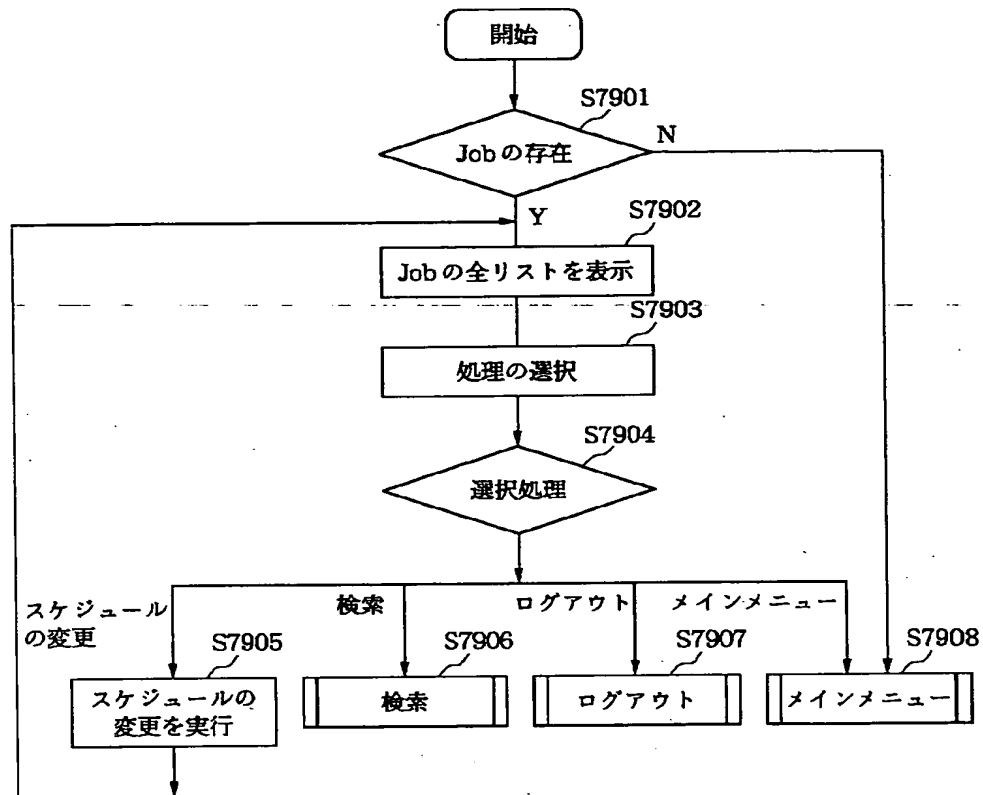 開始
S7901
Jobの存在
N
Y
S7902
Jobの全リストを表示
S7903
処理の選択
S7904
選択処理
スケジュール
の変更
検索
ログアウト
メインメニュー
S7905
S7906
S7907
S7908
スケジュールの
変更を実行
検索
ログアウト
メインメニュー